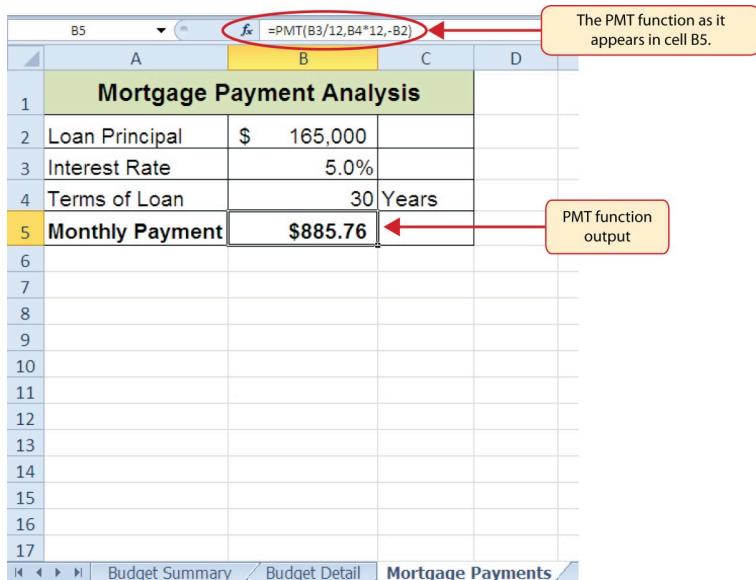 The PMT function as it
appears in cell B5.
B5 fx =PMT(B3/12,B4*12,-B2)
A B C D
1 Mortgage Payment Analysis
2 Loan Principal $ 165,000
3 Interest Rate 5.0%
4 Terms of Loan 30 Years
5 Monthly Payment $885.76
PMT function
output
6
7
8
9
10
11
12
13
14
15
16
17
Budget Summary Budget Detail Mortgage Payments